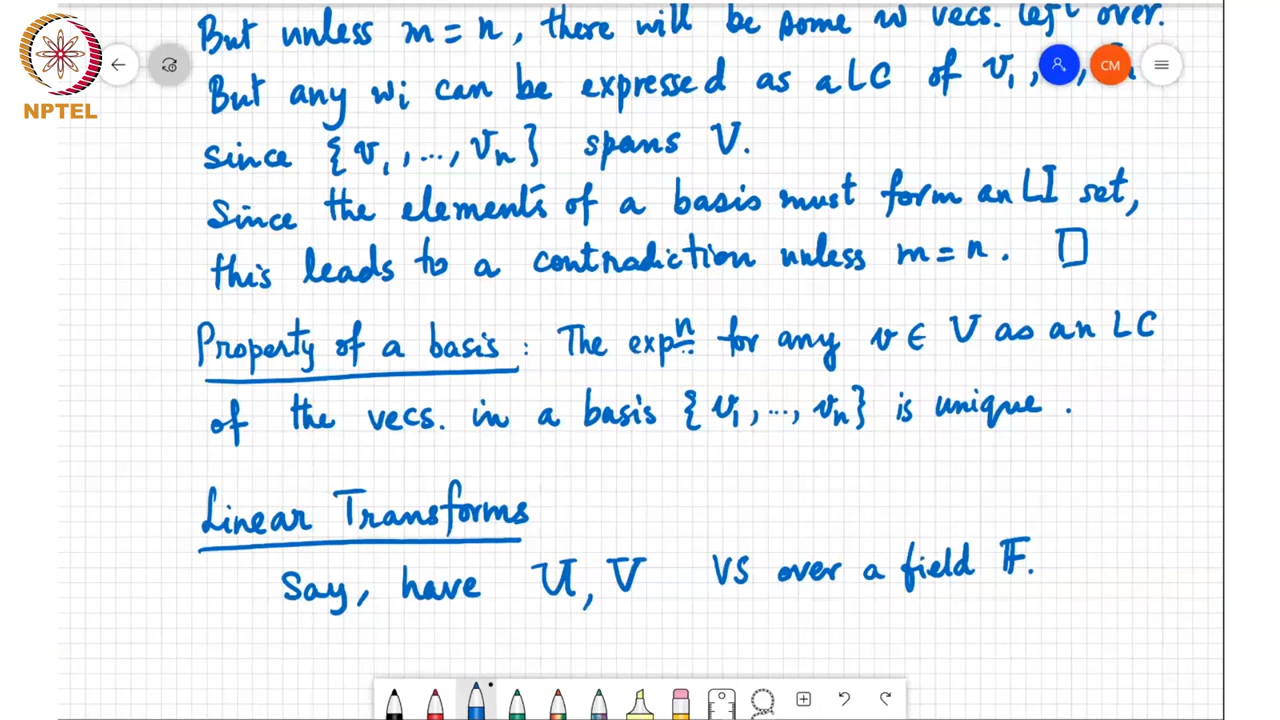 But unless m = n, there will be some w vecs. left over.
But any wi can be expressed as a LC of v1, ,
since {v1, ..., vn} spans V.
Since the elements of a basis must form an LI set,
this leads to a contradiction unless m = n. □
Property of a basis: The expn for any v ∈ V as an LC
of the vecs. in a basis {v1, ..., vn} is unique.
Linear Transforms
Say, have U, V VS over a field F.
NPTEL
CM